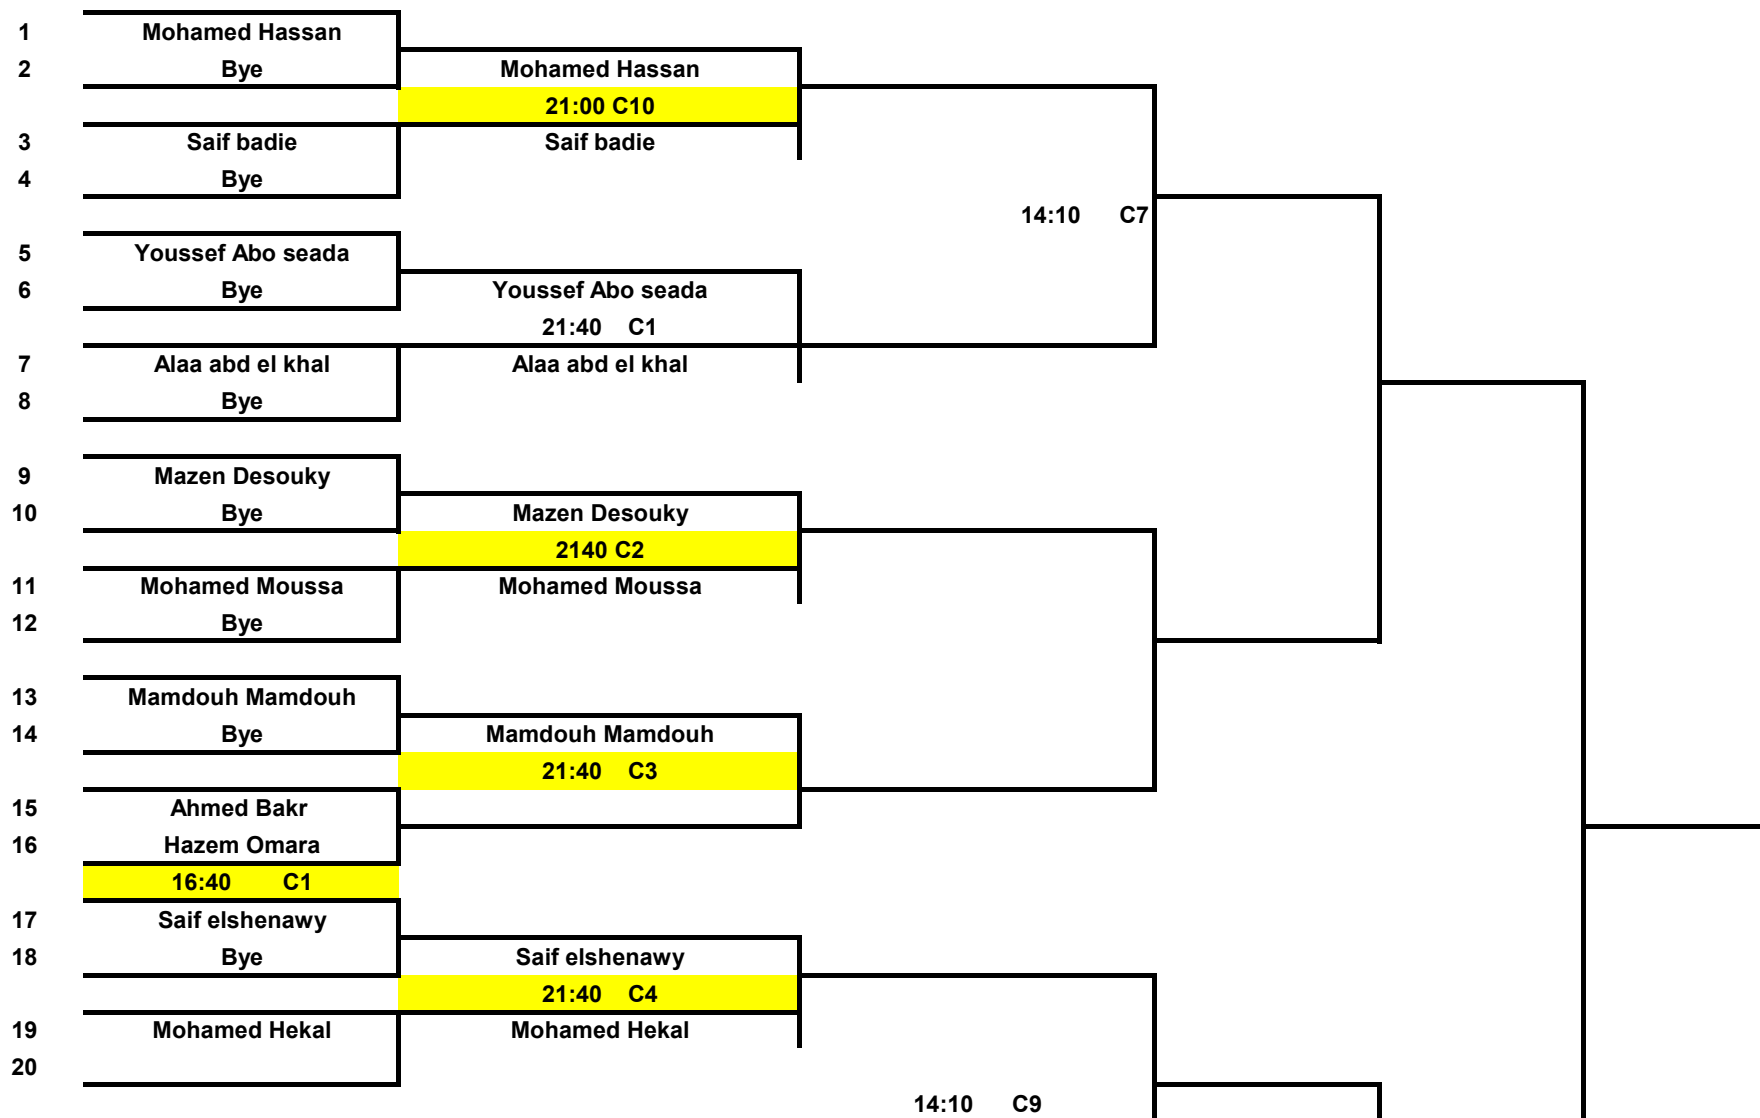 1 Mohamed Hassan
2 Bye Mohamed Hassan
21:00 C10
3 Saif badie Saif badie
4 Bye
14:10 C7
5 Youssef Abo seada
6 Bye Youssef Abo seada
21:40 C1
7 Alaa abd el khal Alaa abd el khal
8 Bye
9 Mazen Desouky
10 Bye Mazen Desouky
2140 C2
11 Mohamed Moussa Mohamed Moussa
12 Bye
13 Mamdouh Mamdouh
14 Bye Mamdouh Mamdouh
21:40 C3
15 Ahmed Bakr
16 Hazem Omara
16:40 C1
17 Saif elshenawy
18 Bye Saif elshenawy
21:40 C4
19 Mohamed Hekal Mohamed Hekal
20
14:10 C9